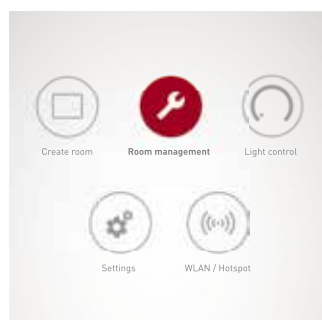 Create room
Room management
Light control
Settings
WLAN / Hotspot